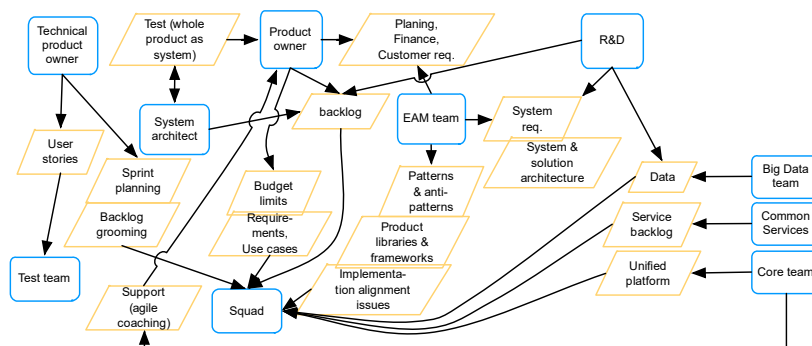 Technical
product
owner
Test (whole
product as
system)
Product
owner
Planing,
Finance,
Customer req.
R&D
System
architect
backlog
EAM team
System
req.
System &
solution
architecture
User
stories
Sprint
planning
Backlog
grooming
Budget
limits
Require-
ments,
Use cases
Patterns
& anti-
patterns
Product
libraries &
frameworks
Implementa-
tion alignment
issues
Data
Big Data
team
Service
backlog
Common
Services
Unified
platform
Core team
Test team
Support
(agile
coaching)
Squad